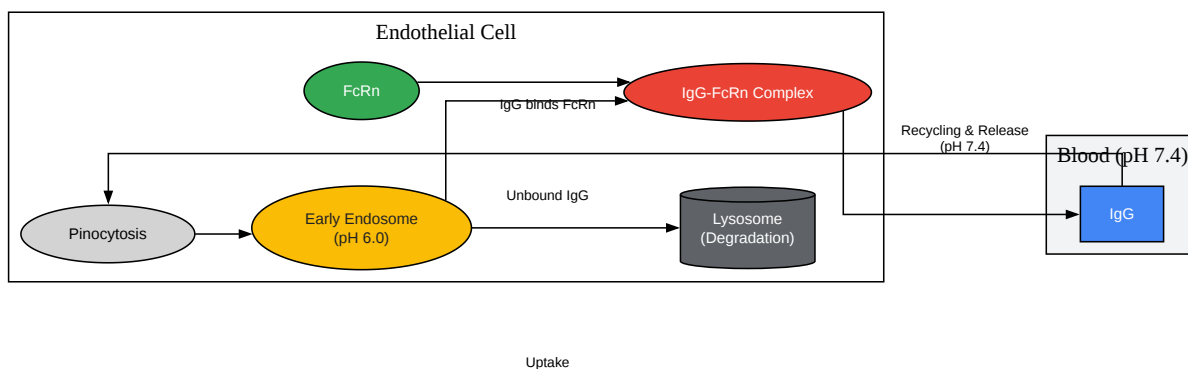 Endothelial Cell
FcRn
IgG-FcRn Complex
IgG binds FcRn
Recycling & Release
(pH 7.4)
Blood (pH 7.4)
Unbound IgG
Pinocytosis
Early Endosome
(pH 6.0)
Lysosome
(Degradation)
IgG
Uptake